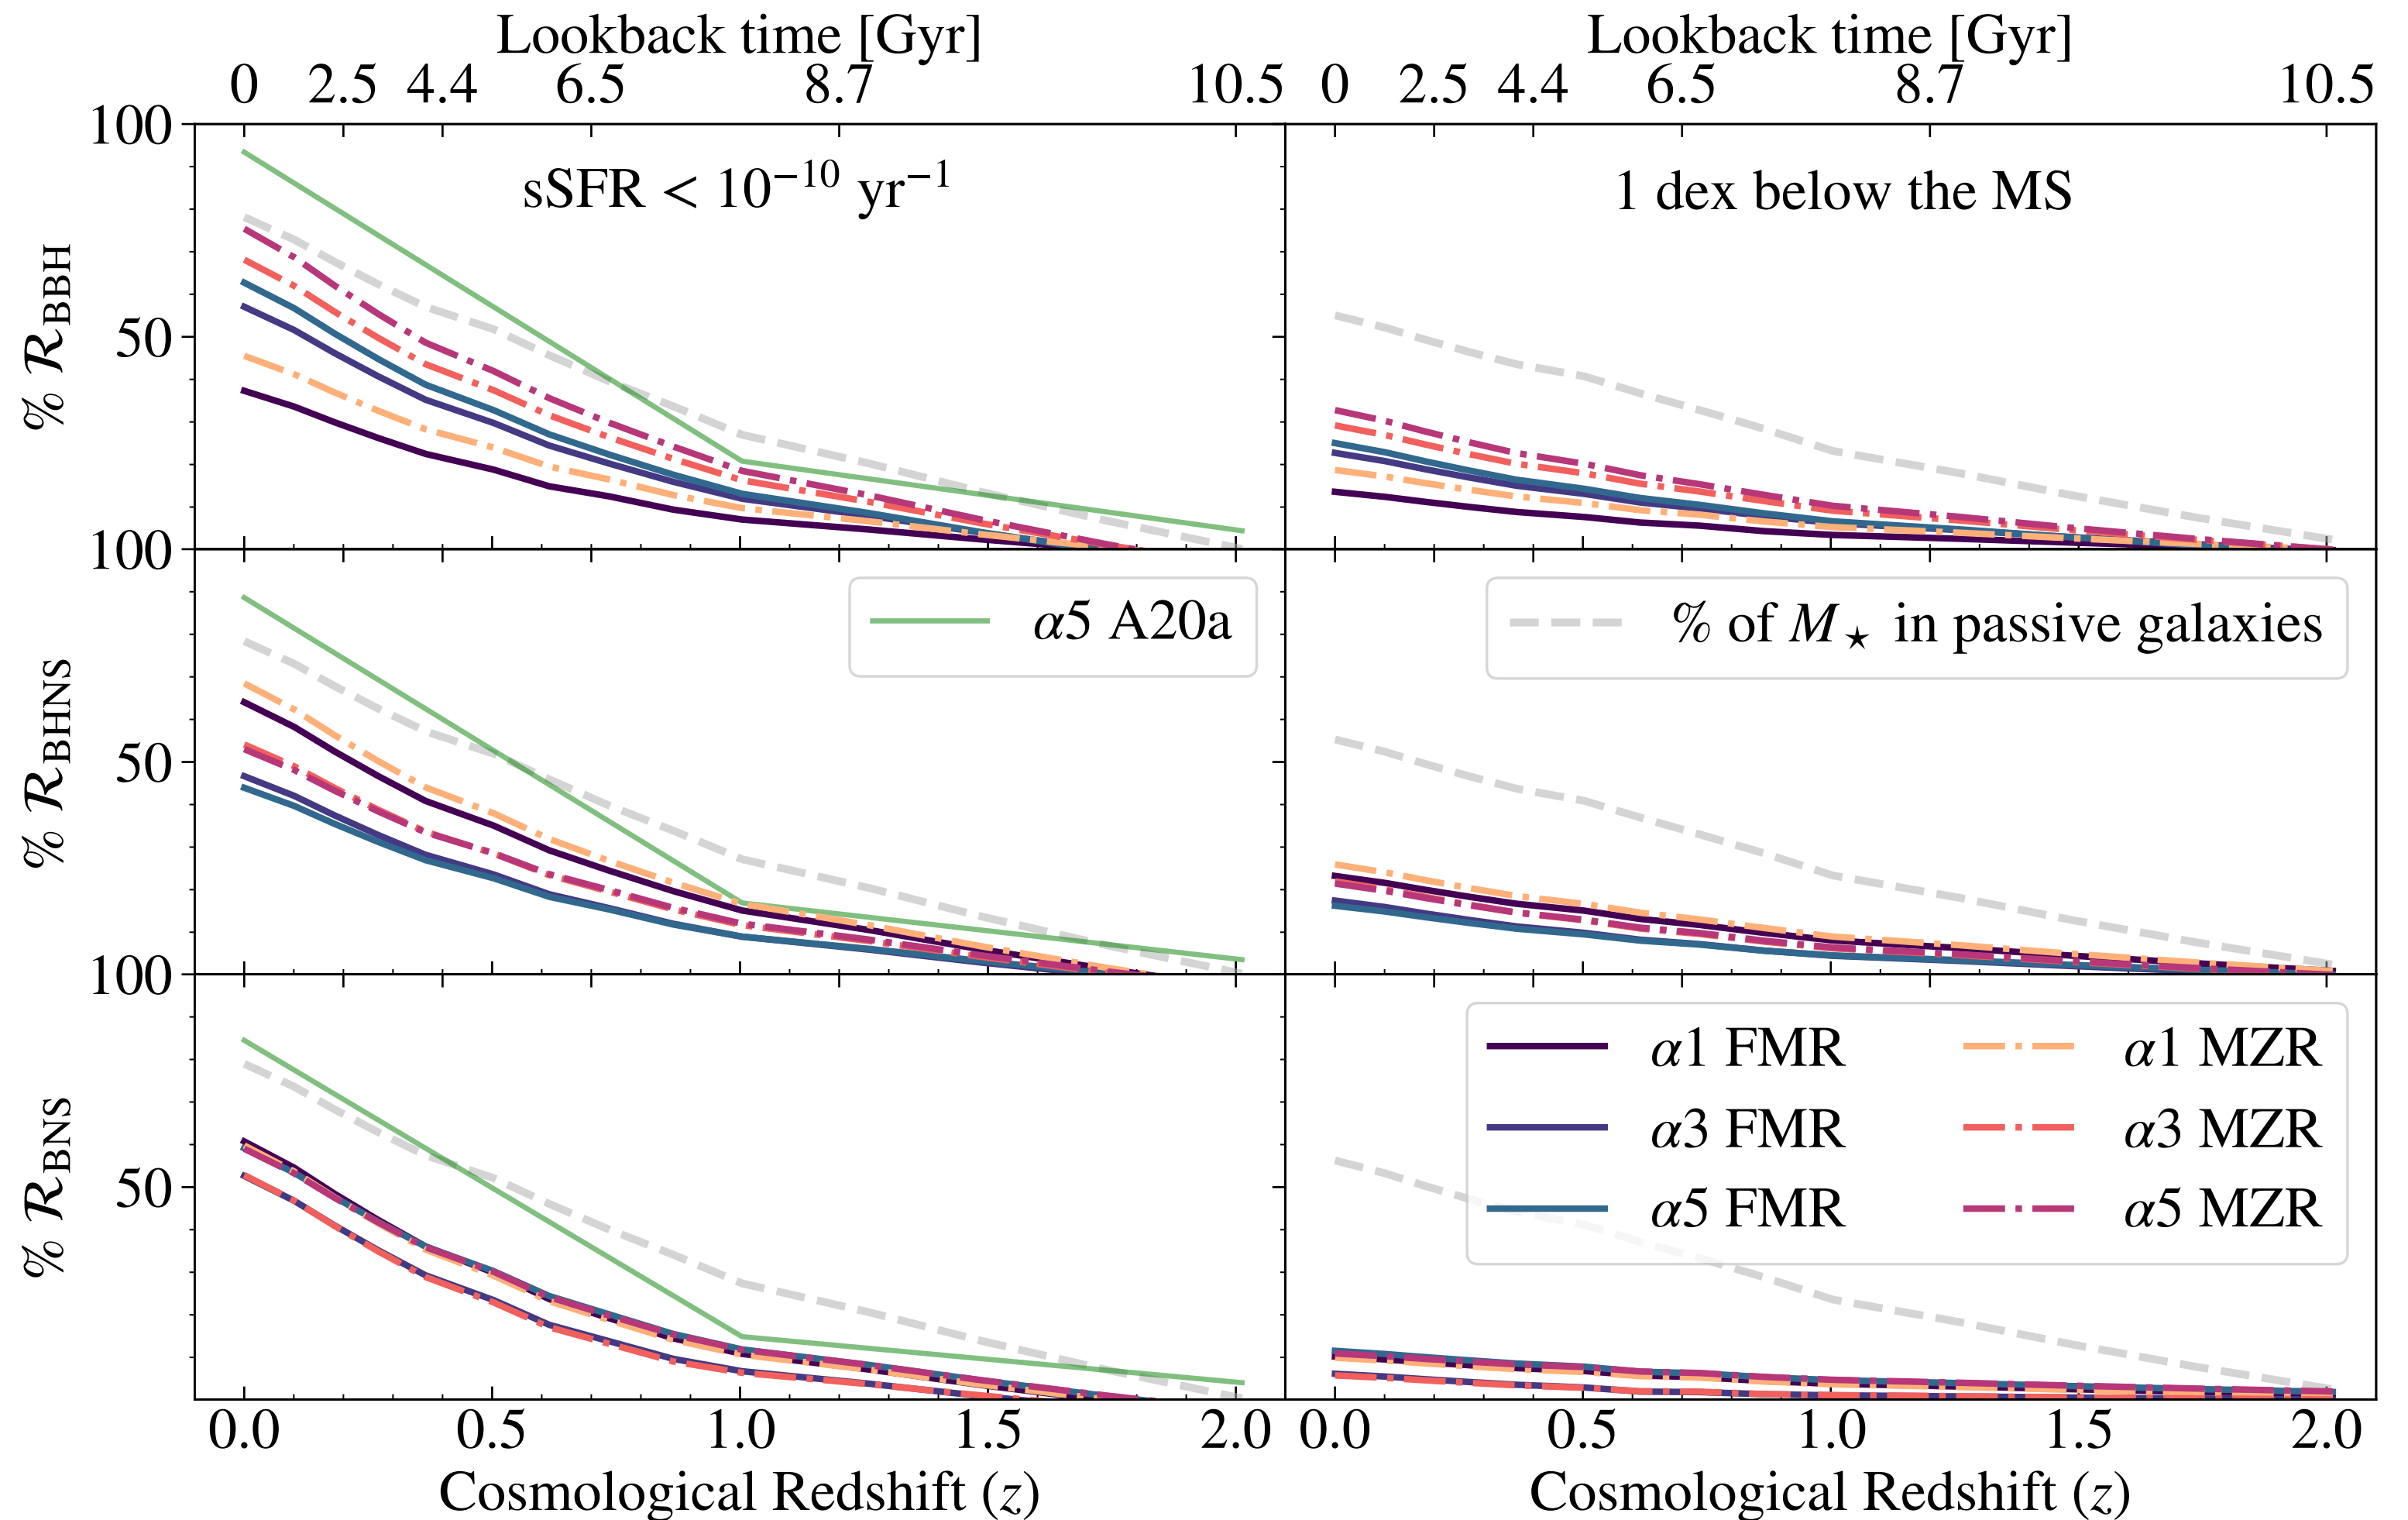 Lookback time [Gyr] Lookback time [Gyr]
0 2.5 4.4 6.5 8.7 10.5 0 2.5 4.4 6.5 8.7 10.5
100
sSFR < 10⁻¹⁰ yr⁻¹ 1 dex below the MS
% 𝓡_BBH
50
100
α5 A20a % of M⋆ in passive galaxies
% 𝓡_BHNS
50
100
α1 FMR α1 MZR
α3 FMR α3 MZR
% 𝓡_BNS
50
α5 FMR α5 MZR
0.0 0.5 1.0 1.5 2.0 0.0 0.5 1.0 1.5 2.0
Cosmological Redshift (z) Cosmological Redshift (z)